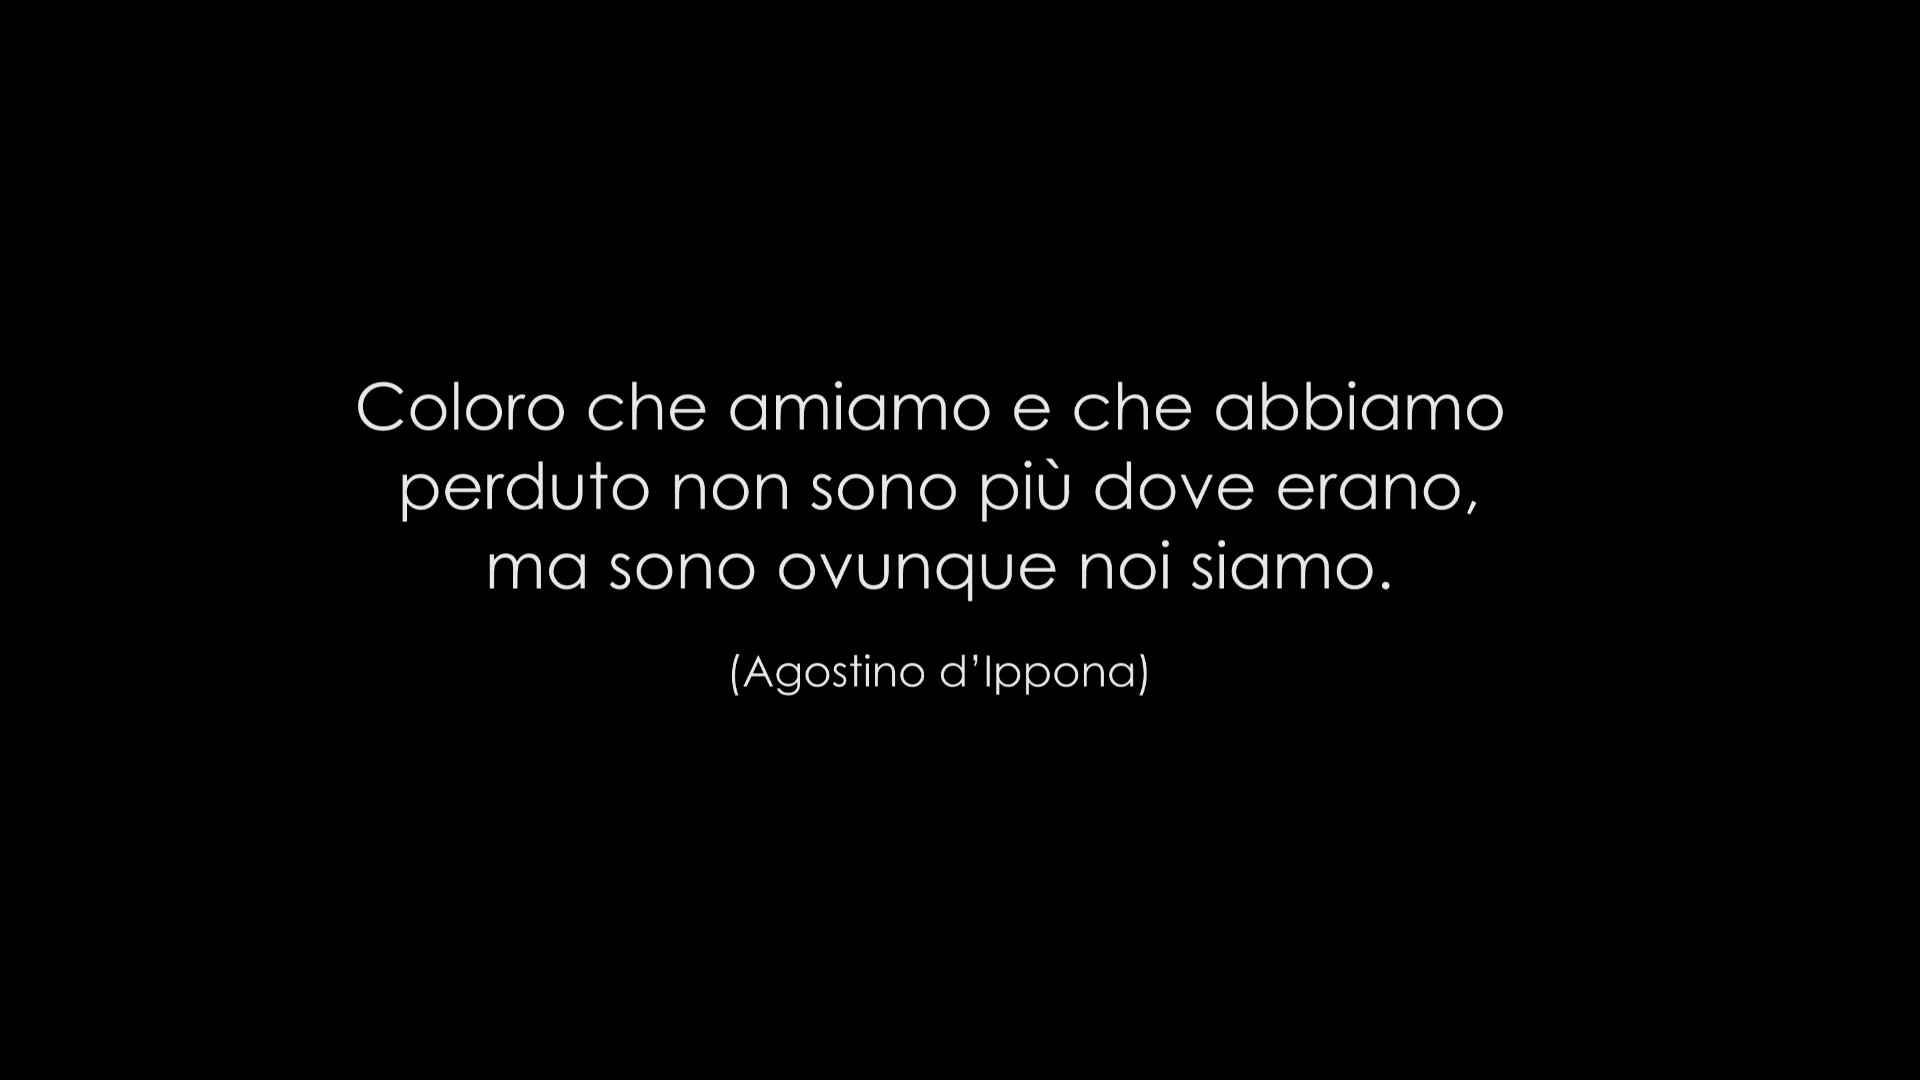 Coloro che amiamo e che abbiamo
perduto non sono più dove erano,
ma sono ovunque noi siamo.
(Agostino d’Ippona)